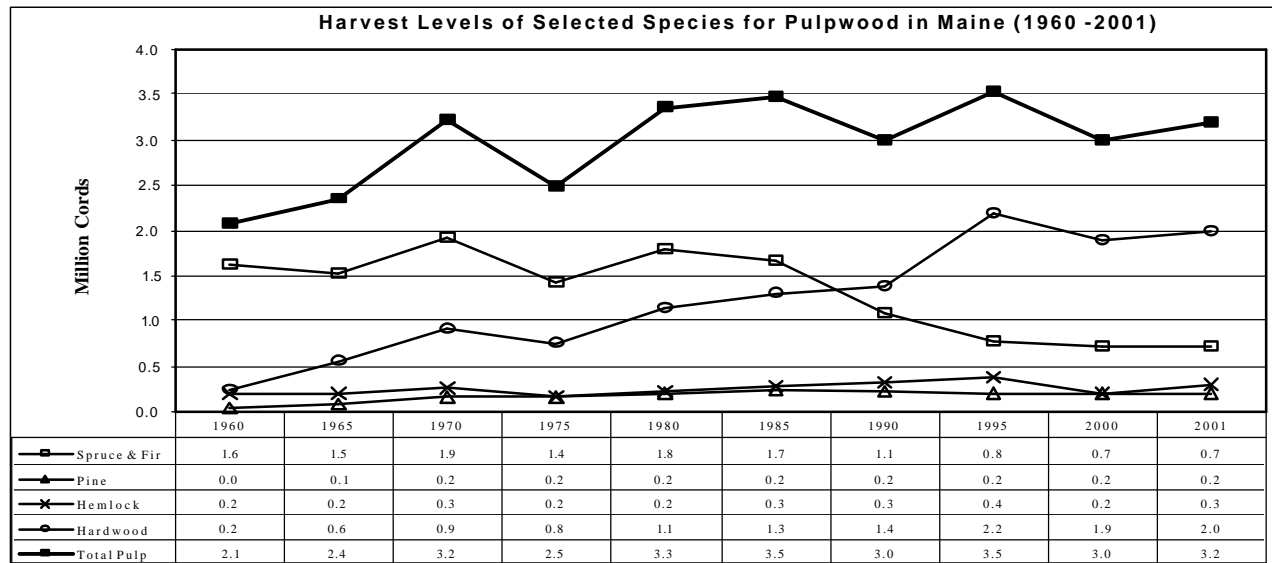 Harvest Levels of Selected Species for Pulpwood in Maine (1960 -2001)
4.0
3.5
3.0
2.5
2.0
1.5
1.0
0.5
0.0
Million Cords
1960 1965 1970 1975 1980 1985 1990 1995 2000 2001
Spruce & Fir 1.6 1.5 1.9 1.4 1.8 1.7 1.1 0.8 0.7 0.7
Pine 0.0 0.1 0.2 0.2 0.2 0.2 0.2 0.2 0.2 0.2
Hemlock 0.2 0.2 0.3 0.2 0.2 0.3 0.3 0.4 0.2 0.3
Hardwood 0.2 0.6 0.9 0.8 1.1 1.3 1.4 2.2 1.9 2.0
Total Pulp 2.1 2.4 3.2 2.5 3.3 3.5 3.0 3.5 3.0 3.2